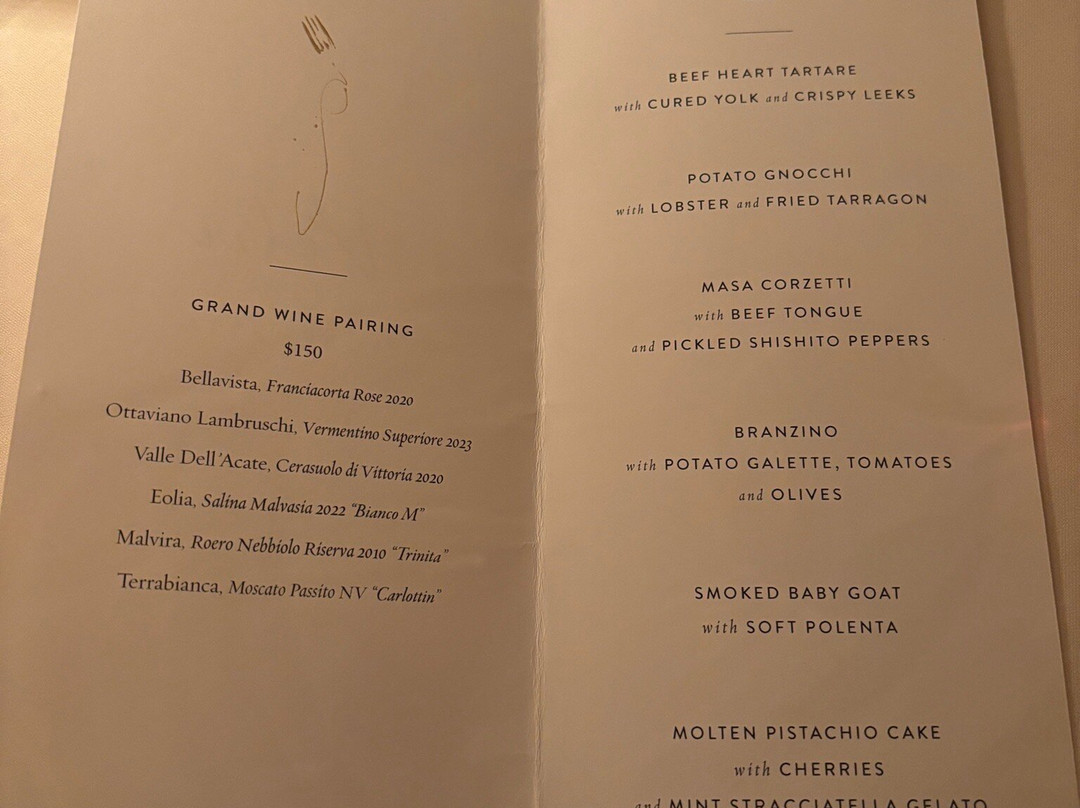 GRAND WINE PAIRING
$150
Bellavista, Franciacorta Rose 2020
Ottaviano Lambruschi, Vermentino Superiore 2023
Valle Dell'Acate, Cerasuolo di Vittoria 2020
Eolia, Salina Malvasia 2022 "Bianco M"
Malvira, Roero Nebbiolo Riserva 2010 "Trinita"
Terrabianca, Moscato Passito NV "Carlottin"
BEEF HEART TARTARE
with CURED YOLK and CRISPY LEEKS
POTATO GNOCCHI
with LOBSTER and FRIED TARRAGON
MASA CORZETTI
with BEEF TONGUE
and PICKLED SHISHITO PEPPERS
BRANZINO
with POTATO GALETTE, TOMATOES
and OLIVES
SMOKED BABY GOAT
with SOFT POLENTA
MOLTEN PISTACHIO CAKE
with CHERRIES
and MINT STRACCIATELLA GELATO